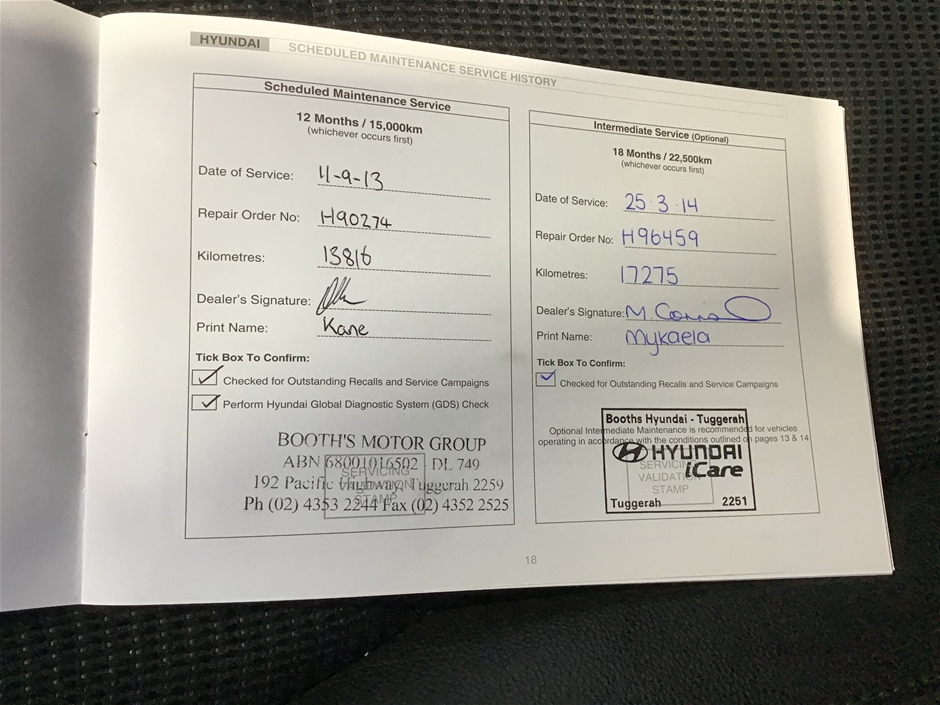 HYUNDAI SCHEDULED MAINTENANCE SERVICE HISTORY
Scheduled Maintenance Service
12 Months / 15,000km
(whichever occurs first)
Date of Service: 11-9-13
Repair Order No: H90274
Kilometres: 13816
Dealer's Signature:
Print Name: Kane
Tick Box To Confirm:
Checked for Outstanding Recalls and Service Campaigns
Perform Hyundai Global Diagnostic System (GDS) Check
BOOTH'S MOTOR GROUP
ABN 68001016502 DL 749
192 Pacific Highway, Tuggerah 2259
Ph (02) 4353 2244 Fax (02) 4352 2525
SERVICING
VALIDATION
STAMP
Intermediate Service (Optional)
18 Months / 22,500km
(whichever occurs first)
Date of Service: 25·3·14
Repair Order No: H96459
Kilometres: 17275
Dealer's Signature: M.
Print Name: Mykaela
Tick Box To Confirm:
Checked for Outstanding Recalls and Service Campaigns
Booths Hyundai - Tuggerah
Optional Intermediate Maintenance is recommended for vehicles
operating in accordance with the conditions outlined on pages 13 & 14
HYUNDAI
iCare
SERVICING
VALIDATION
STAMP
Tuggerah 2251
18